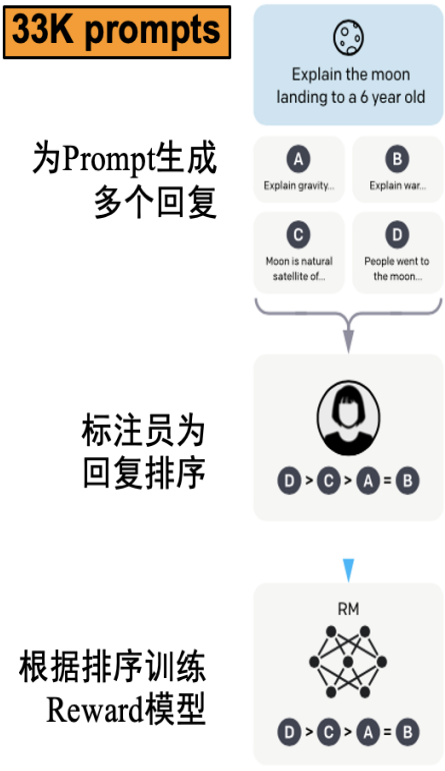 33K prompts
Explain the moon
landing to a 6 year old
为Prompt生成
多个回复
A
B
Explain gravity...
Explain war...
C
D
Moon is natural
satellite of...
People went to
the moon...
标注员为
回复排序
D > C > A = B
根据排序训练
Reward模型
RM
D > C > A = B